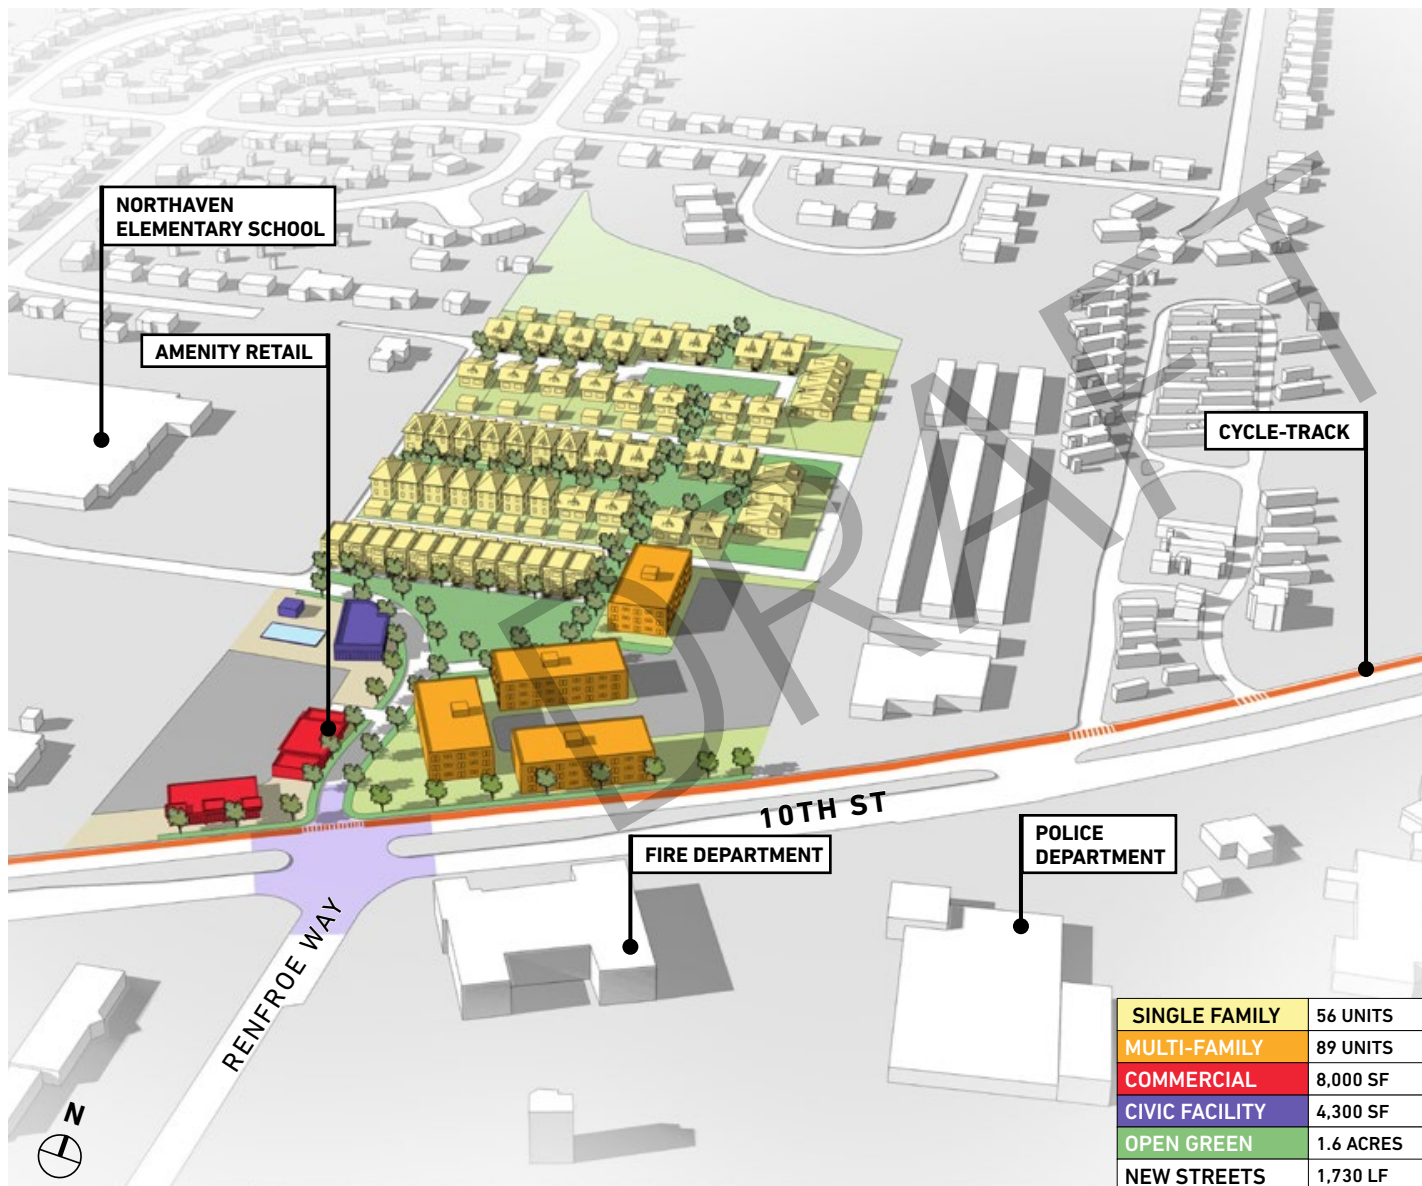 NORTHAVEN
ELEMENTARY SCHOOL
AMENITY RETAIL
CYCLE-TRACK
DRAFT
10TH ST
FIRE DEPARTMENT
POLICE
DEPARTMENT
RENFROE WAY
N
SINGLE FAMILY 56 UNITS
MULTI-FAMILY 89 UNITS
COMMERCIAL 8,000 SF
CIVIC FACILITY 4,300 SF
OPEN GREEN 1.6 ACRES
NEW STREETS 1,730 LF